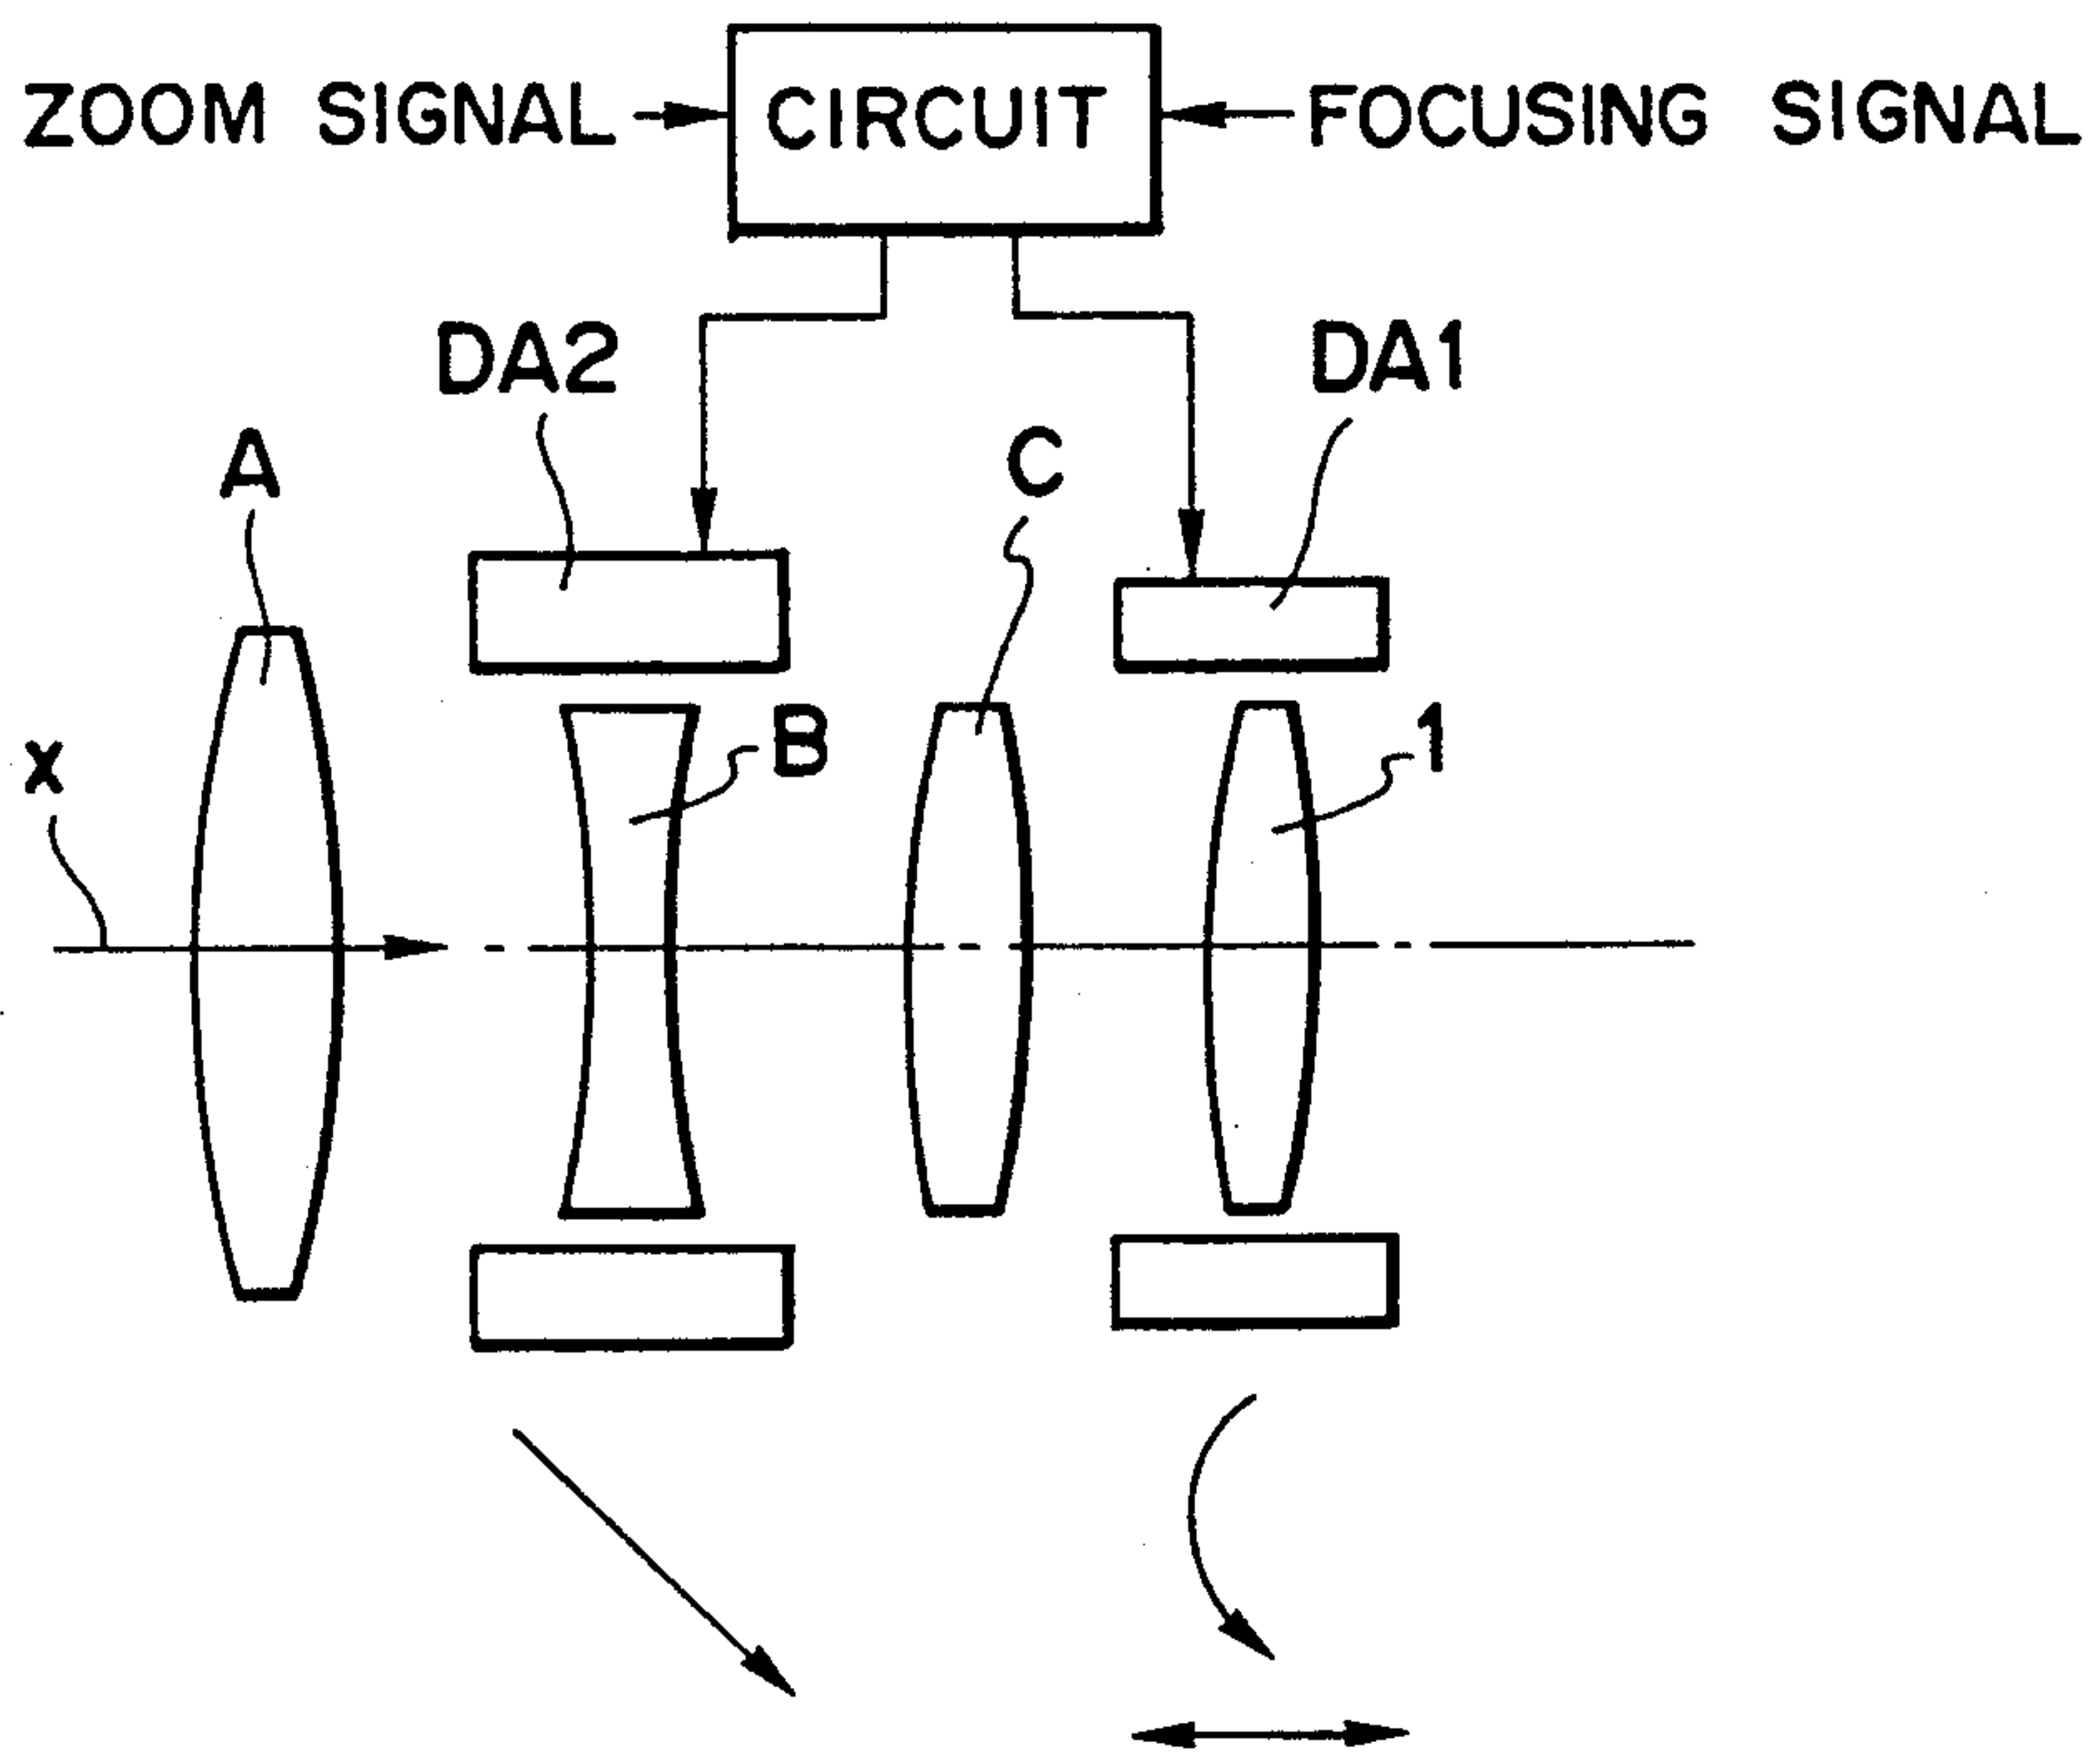 ZOOM SIGNAL
CIRCUIT
FOCUSING SIGNAL
DA2
DA1
A
C
B
1
X